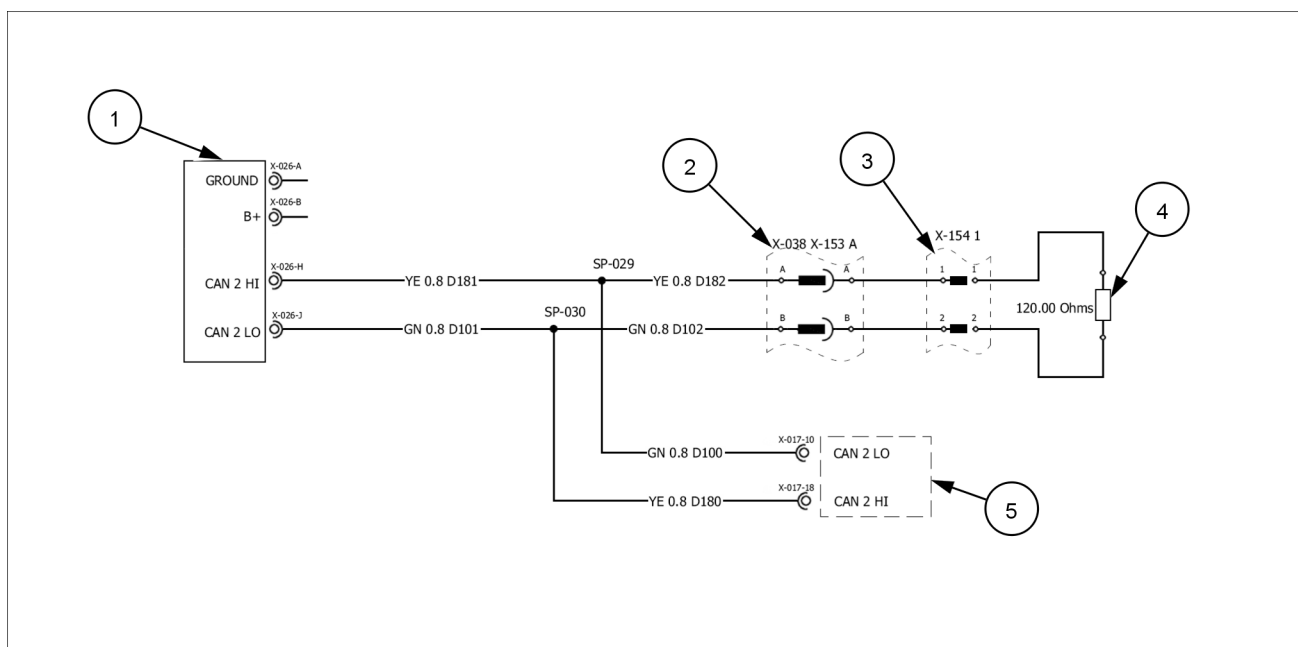 1
X-026-A
GROUND
X-026-B
B+
2
3
4
X-038 X-153 A
X-154 1
X-026-H
CAN 2 HI
YE 0.8 D181
SP-029
YE 0.8 D182
A
A
1
1
120.00 Ohms
X-026-J
CAN 2 LO
GN 0.8 D101
SP-030
GN 0.8 D102
B
B
2
2
X-017-10
GN 0.8 D100
CAN 2 LO
X-017-18
YE 0.8 D180
CAN 2 HI
5